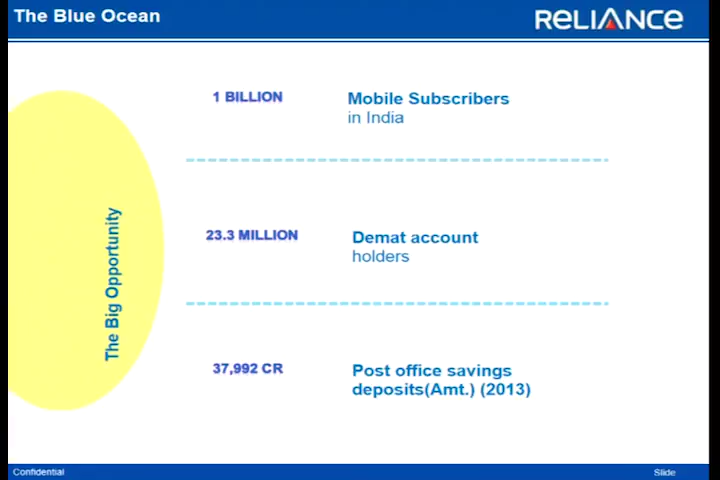 The Blue Ocean
RELIANCE
1 BILLION
Mobile Subscribers
in India
The Big Opportunity
23.3 MILLION
Demat account
holders
37,992 CR
Post office savings
deposits(Amt.) (2013)
Confidential
Slide